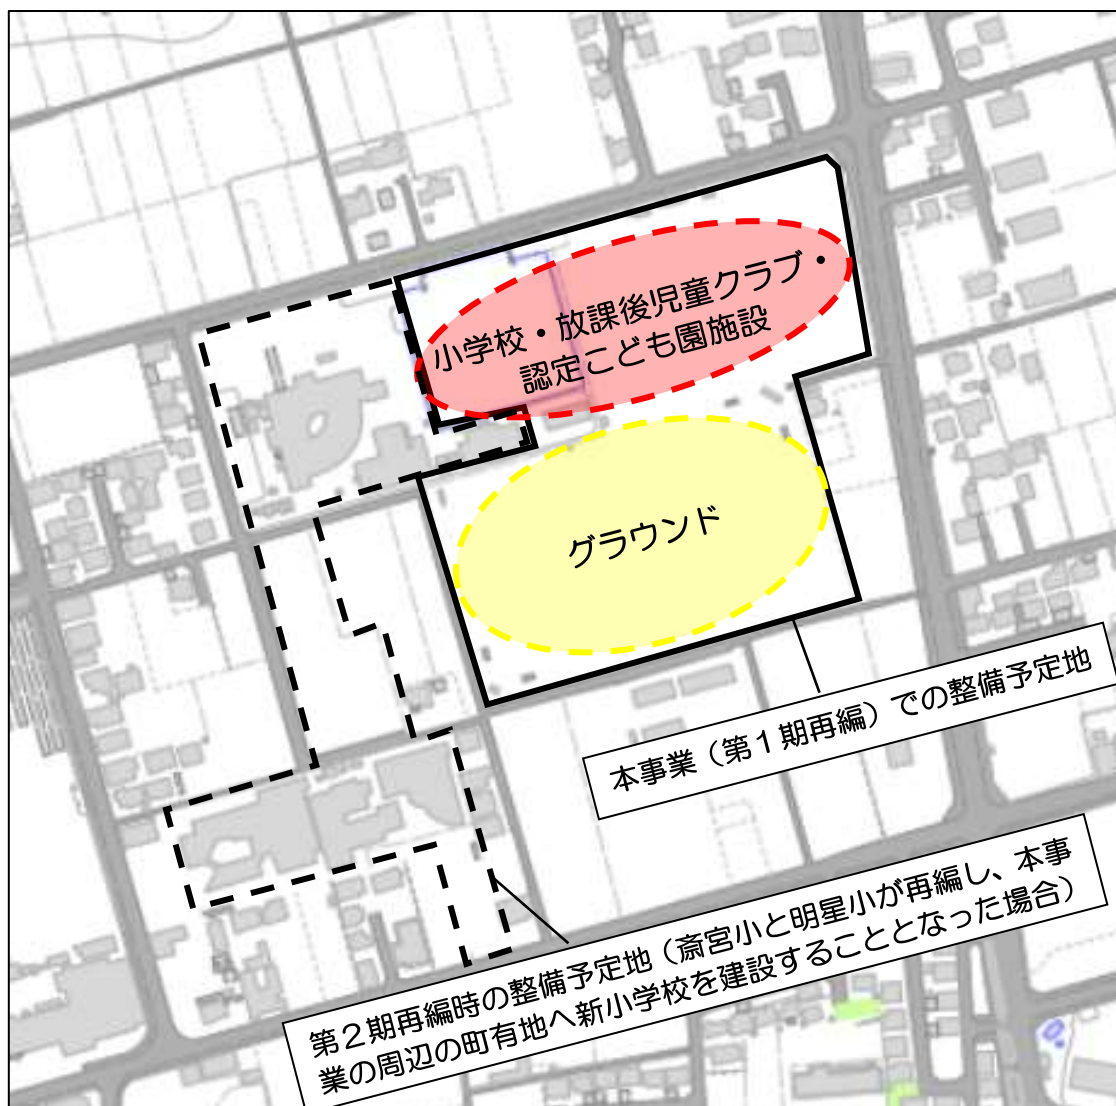 小学校・放課後児童クラブ・
認定こども園施設
グラウンド
本事業（第１期再編）での整備予定地
第２期再編時の整備予定地（斎宮小と明星小が再編し、本事
業の周辺の町有地へ新小学校を建設することとなった場合）